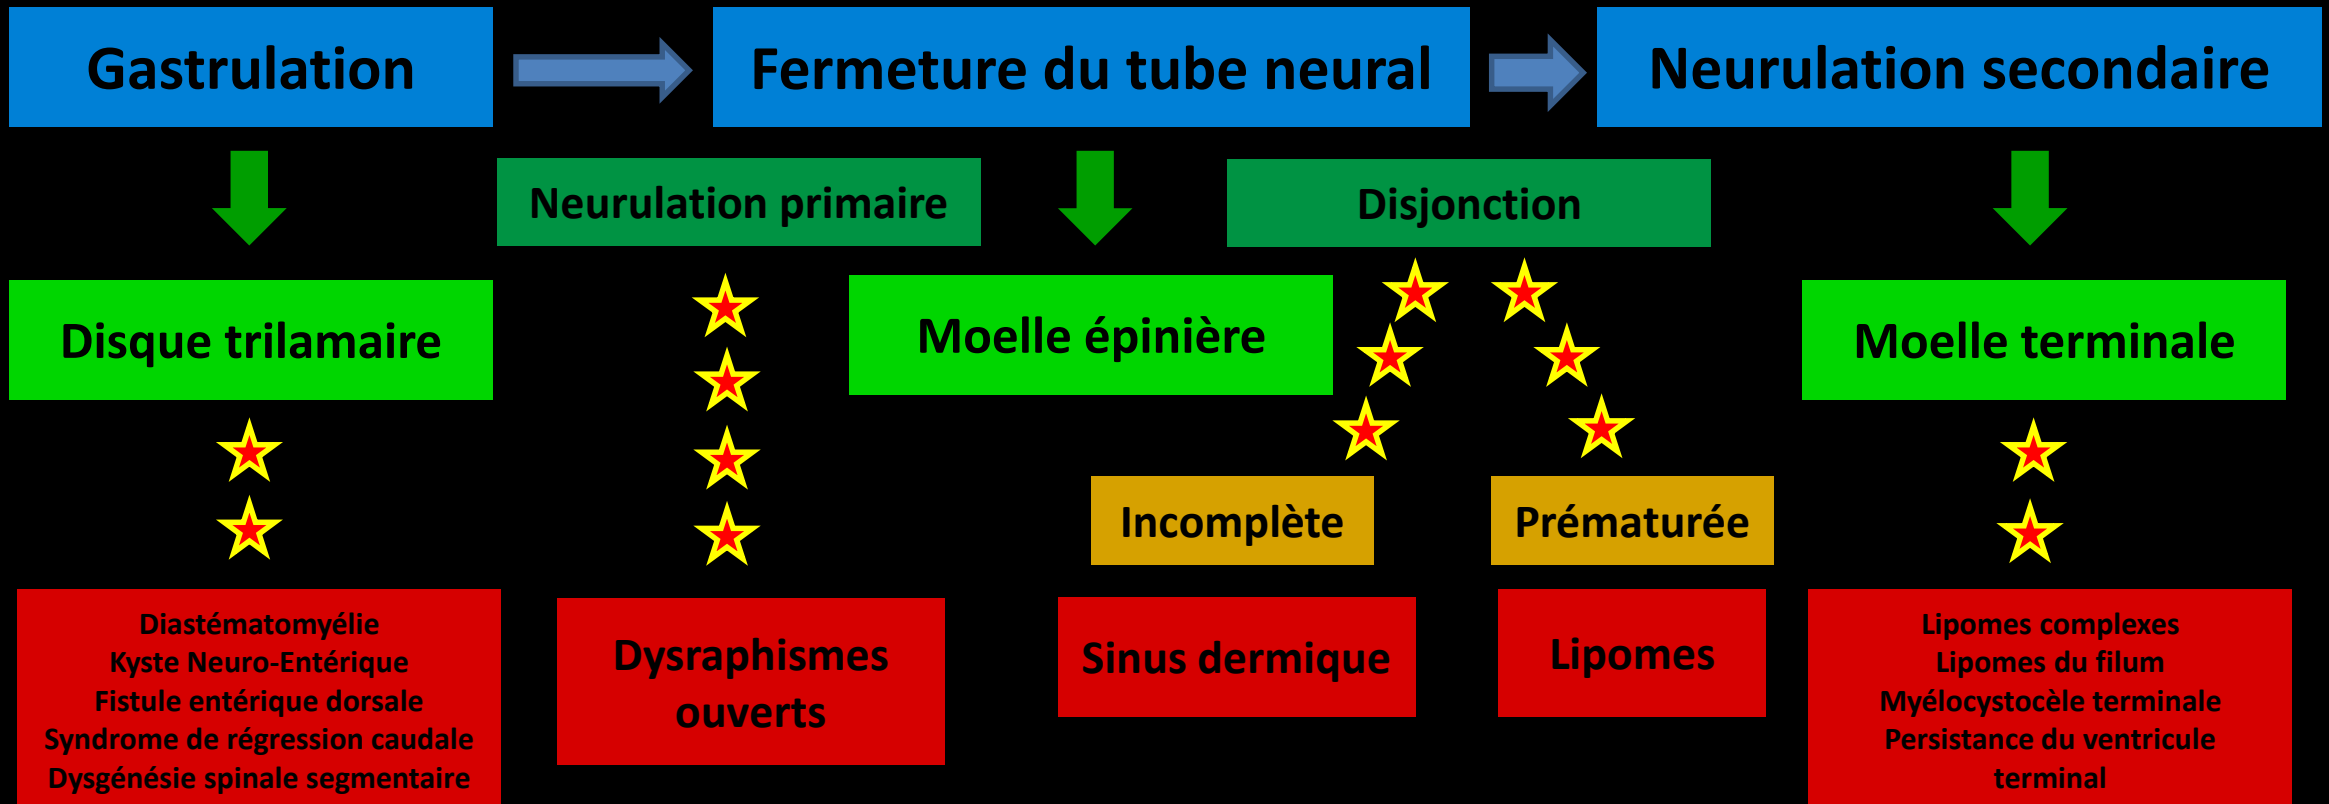 Gastrulation
Fermeture du tube neural
Neurulation secondaire
Neurulation primaire
Disjonction
Disque trilamaire
Moelle épinière
Moelle terminale
Incomplète
Prématurée
Diastématomyélie
Kyste Neuro-Entérique
Fistule entérique dorsale
Syndrome de régression caudale
Dysgénésie spinale segmentaire
Dysraphismes
ouverts
Sinus dermique
Lipomes
Lipomes complexes
Lipomes du filum
Myélocystocèle terminale
Persistance du ventricule
terminal